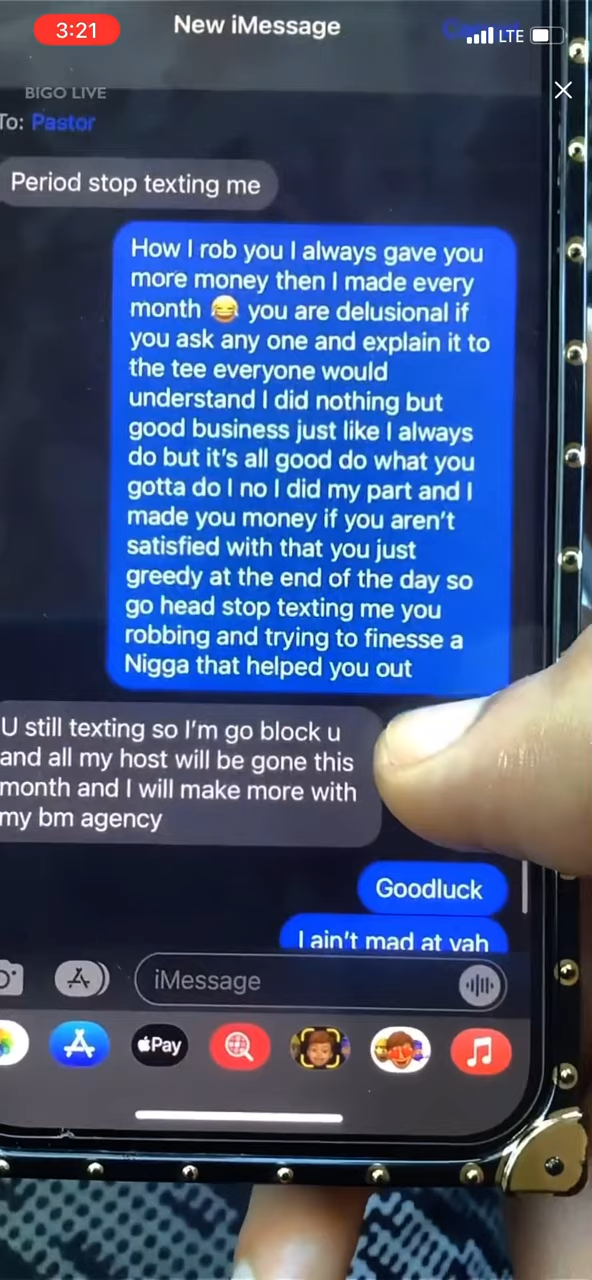 3:21
New iMessage
LTE
BIGO LIVE
To: Pastor
Period stop texting me
How I rob you I always gave you
more money then I made every
month 😂 you are delusional if
you ask any one and explain it to
the tee everyone would
understand I did nothing but
good business just like I always
do but it's all good do what you
gotta do I no I did my part and I
made you money if you aren't
satisfied with that you just
greedy at the end of the day so
go head stop texting me you
robbing and trying to finesse a
Nigga that helped you out
U still texting so I'm go block u
and all my host will be gone this
month and I will make more with
my bm agency
Goodluck
I ain't mad at yah
iMessage
Pay